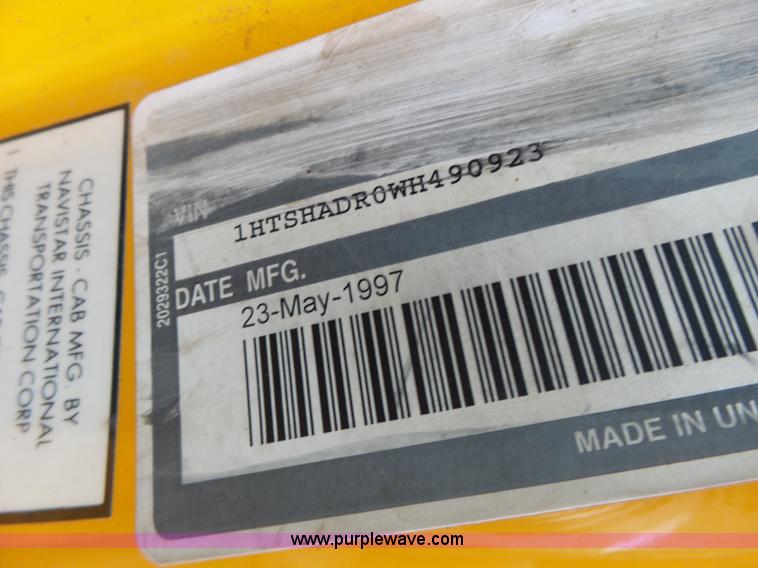 CHASSIS - CAB MFG. BY
NAVISTAR INTERNATIONAL
TRANSPORTATION CORP.
THIS CHASSIS-CAB
VIN
1HTSHADR0WH490923
2029322C1
DATE MFG.
23-May-1997
MADE IN UN
www.purplewave.com